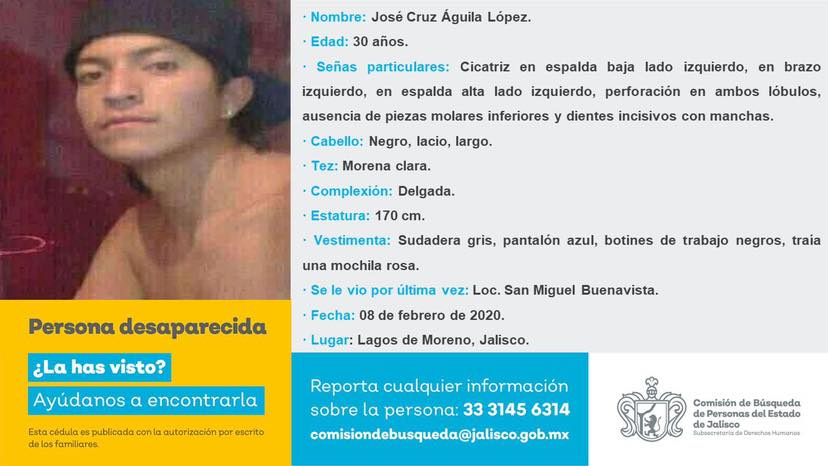 · Nombre: José Cruz Águila López.
· Edad: 30 años.
· Señas particulares: Cicatriz en espalda baja lado izquierdo, en brazo
izquierdo, en espalda alta lado izquierdo, perforación en ambos lóbulos,
ausencia de piezas molares inferiores y dientes incisivos con manchas.
· Cabello: Negro, lacio, largo.
· Tez: Morena clara.
· Complexión: Delgada.
· Estatura: 170 cm.
· Vestimenta: Sudadera gris, pantalón azul, botines de trabajo negros, traía
una mochila rosa.
· Se le vio por última vez: Loc. San Miguel Buenavista.
· Fecha: 08 de febrero de 2020.
· Lugar: Lagos de Moreno, Jalisco.
Persona desaparecida
¿La has visto?
Ayúdanos a encontrarla
Esta cédula es publicada con la autorización por escrito
de los familiares.
Reporta cualquier información
sobre la persona: 33 3145 6314
comisiondebusqueda@jalisco.gob.mx
Comisión de Búsqueda
de Personas del Estado
de Jalisco
Subsecretaría de Derechos Humanos